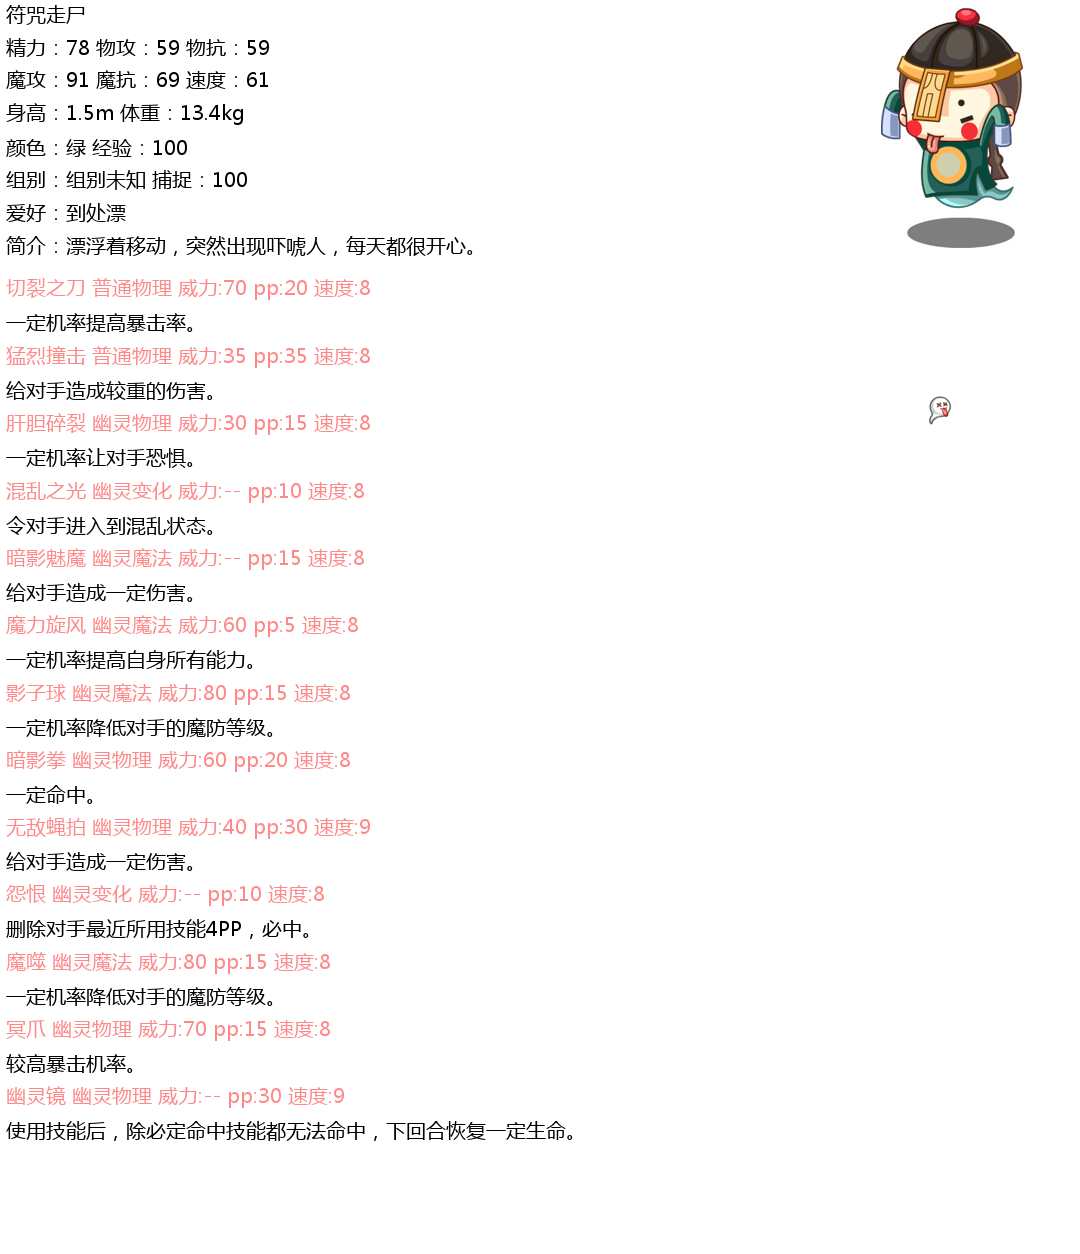 符咒走尸
精力：78 物攻：59 物抗：59
魔攻：91 魔抗：69 速度：61
身高：1.5m 体重：13.4kg
颜色：绿 经验：100
组别：组别未知 捕捉：100
爱好：到处漂
简介：漂浮着移动，突然出现吓唬人，每天都很开心。
切裂之刀 普通物理 威力:70 pp:20 速度:8
一定机率提高暴击率。
猛烈撞击 普通物理 威力:35 pp:35 速度:8
给对手造成较重的伤害。
肝胆碎裂 幽灵物理 威力:30 pp:15 速度:8
一定机率让对手恐惧。
混乱之光 幽灵变化 威力:-- pp:10 速度:8
令对手进入到混乱状态。
暗影魅魔 幽灵魔法 威力:-- pp:15 速度:8
给对手造成一定伤害。
魔力旋风 幽灵魔法 威力:60 pp:5 速度:8
一定机率提高自身所有能力。
影子球 幽灵魔法 威力:80 pp:15 速度:8
一定机率降低对手的魔防等级。
暗影拳 幽灵物理 威力:60 pp:20 速度:8
一定命中。
无敌蝇拍 幽灵物理 威力:40 pp:30 速度:9
给对手造成一定伤害。
怨恨 幽灵变化 威力:-- pp:10 速度:8
删除对手最近所用技能4PP，必中。
魔噬 幽灵魔法 威力:80 pp:15 速度:8
一定机率降低对手的魔防等级。
冥爪 幽灵物理 威力:70 pp:15 速度:8
较高暴击机率。
幽灵镜 幽灵物理 威力:-- pp:30 速度:9
使用技能后，除必定命中技能都无法命中，下回合恢复一定生命。